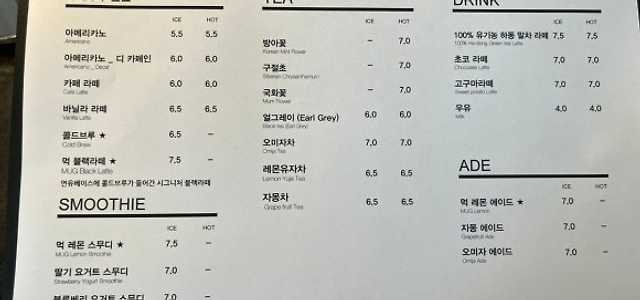 ICE HOT
아메리카노 5,5 5,5
Americano
아메리카노 _ 디 카페인 6,0 6,0
Americano _ Decaf
카페 라떼 6,0 6,0
Cafe Latte
바닐라 라떼 6,5 6,5
Vanilla Latte
콜드브루 ★ 6,5 –
Cold Brew
먹 블랙라떼 ★ 7,5 –
MUG Black Latte
연유베이스에 콜드브루가 들어간 시그니처 블랙라떼
SMOOTHIE
ICE HOT
먹 레몬 스무디 ★ 7,5 –
MUG Lemon Smoothie
딸기 요거트 스무디 7,0 –
Strawberry Yogurt Smoothie
블루베리 요거트 스무디 7,0 –
TEA
ICE HOT
방아꽃 – 7,0
Korean Mint Flower
구절초 – 7,0
Siberian Chrysanthemum
국화꽃 – 7,0
Mum Flower
얼그레이 (Earl Grey) 6,0 6,0
Black tea (Earl Grey)
오미자차 7,0 7,0
Omija Tea
레몬유자차 6,5 6,5
Lemon Yuja Tea
자몽차 6,5 6,5
Grape fruit Tea
DRINK
ICE HOT
100% 유기농 하동 말차 라떼 7,5 7,5
100% Ha-dong Green tea Latte
초코 라떼 7,0 7,0
Chocolate Latte
고구마라떼 7,0 7,0
Sweet potato Latte
우유 4,0 4,0
Milk
ADE
ICE HOT
먹 레몬 에이드 ★ 7,0 –
MUG Lemon
자몽 에이드 7,0 –
Grapefruit Ade
오미자 에이드 7,0 –
Omija Ade